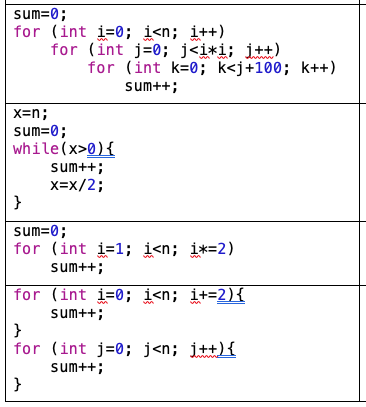 sum=0;
for (int i=0; i<n; i++)
    for (int j=0; j<i*i; j++)
        for (int k=0; k<j+100; k++)
            sum++;
x=n;
sum=0;
while(x>0){
    sum++;
    x=x/2;
}
sum=0;
for (int i=1; i<n; i*=2)
    sum++;
for (int i=0; i<n; i+=2){
    sum++;
}
for (int j=0; j<n; j++){
    sum++;
}